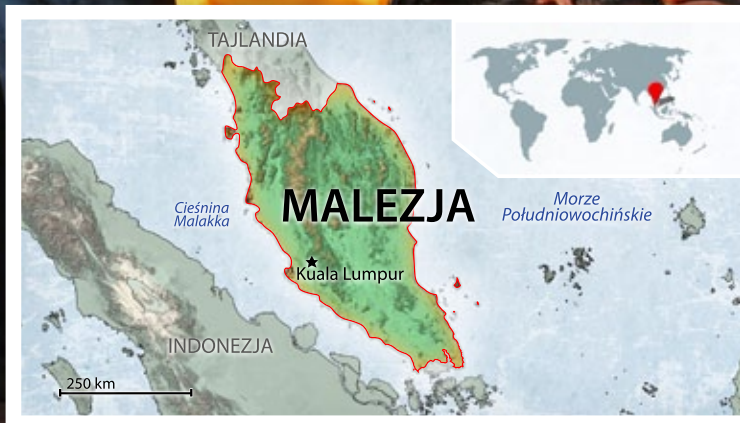 TAJLANDIA
MALEZJA
Cieśnina
Malakka
Morze
Południowochińskie
Kuala Lumpur
INDONEZJA
250 km